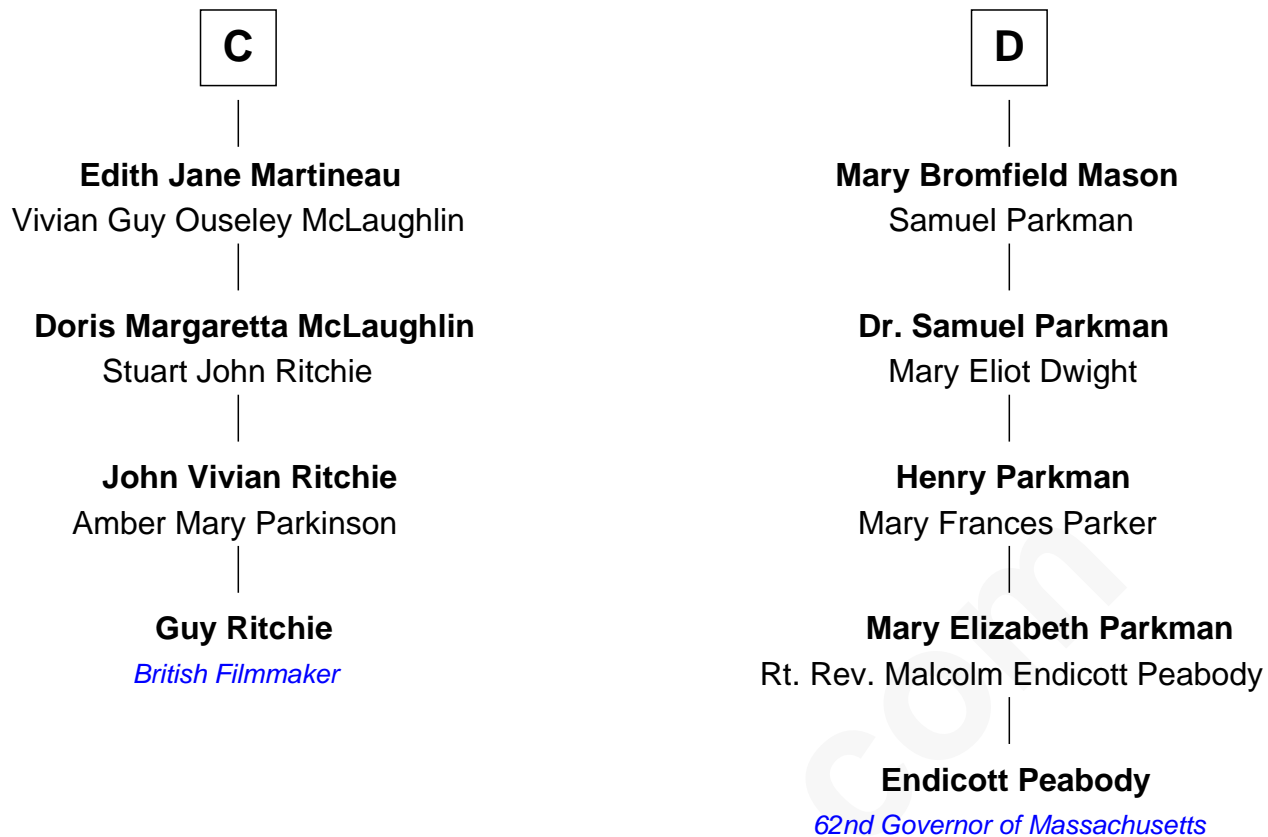 C
Edith Jane Martineau
Vivian Guy Ouseley McLaughlin
Doris Margaretta McLaughlin
Stuart John Ritchie
John Vivian Ritchie
Amber Mary Parkinson
Guy Ritchie
British Filmmaker
D
Mary Bromfield Mason
Samuel Parkman
Dr. Samuel Parkman
Mary Eliot Dwight
Henry Parkman
Mary Frances Parker
Mary Elizabeth Parkman
Rt. Rev. Malcolm Endicott Peabody
Endicott Peabody
62nd Governor of Massachusetts
com